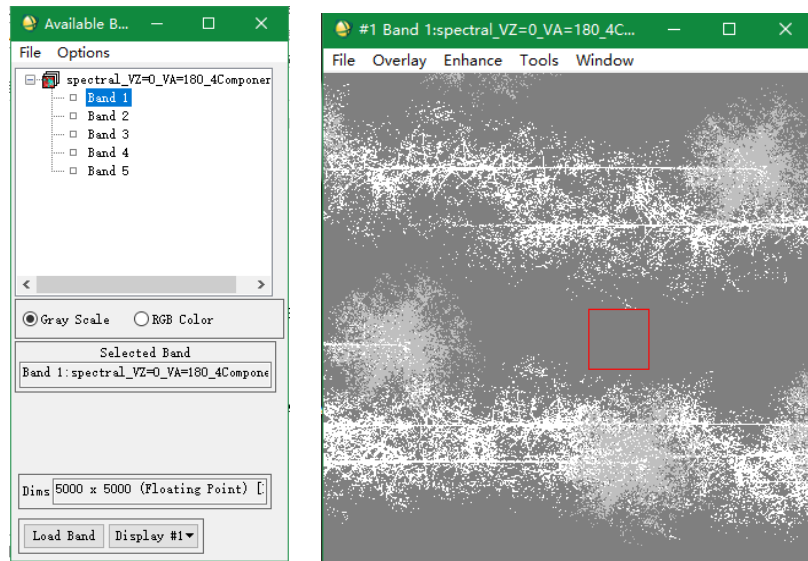 Available B...
File Options
spectral_VZ=0_VA=180_4Componer
Band 1
Band 2
Band 3
Band 4
Band 5
Gray Scale RGB Color
Selected Band
Band 1:spectral_VZ=0_VA=180_4Compone
Dims 5000 x 5000 (Floating Point) [
Load Band Display #1
#1 Band 1:spectral_VZ=0_VA=180_4C...
File Overlay Enhance Tools Window